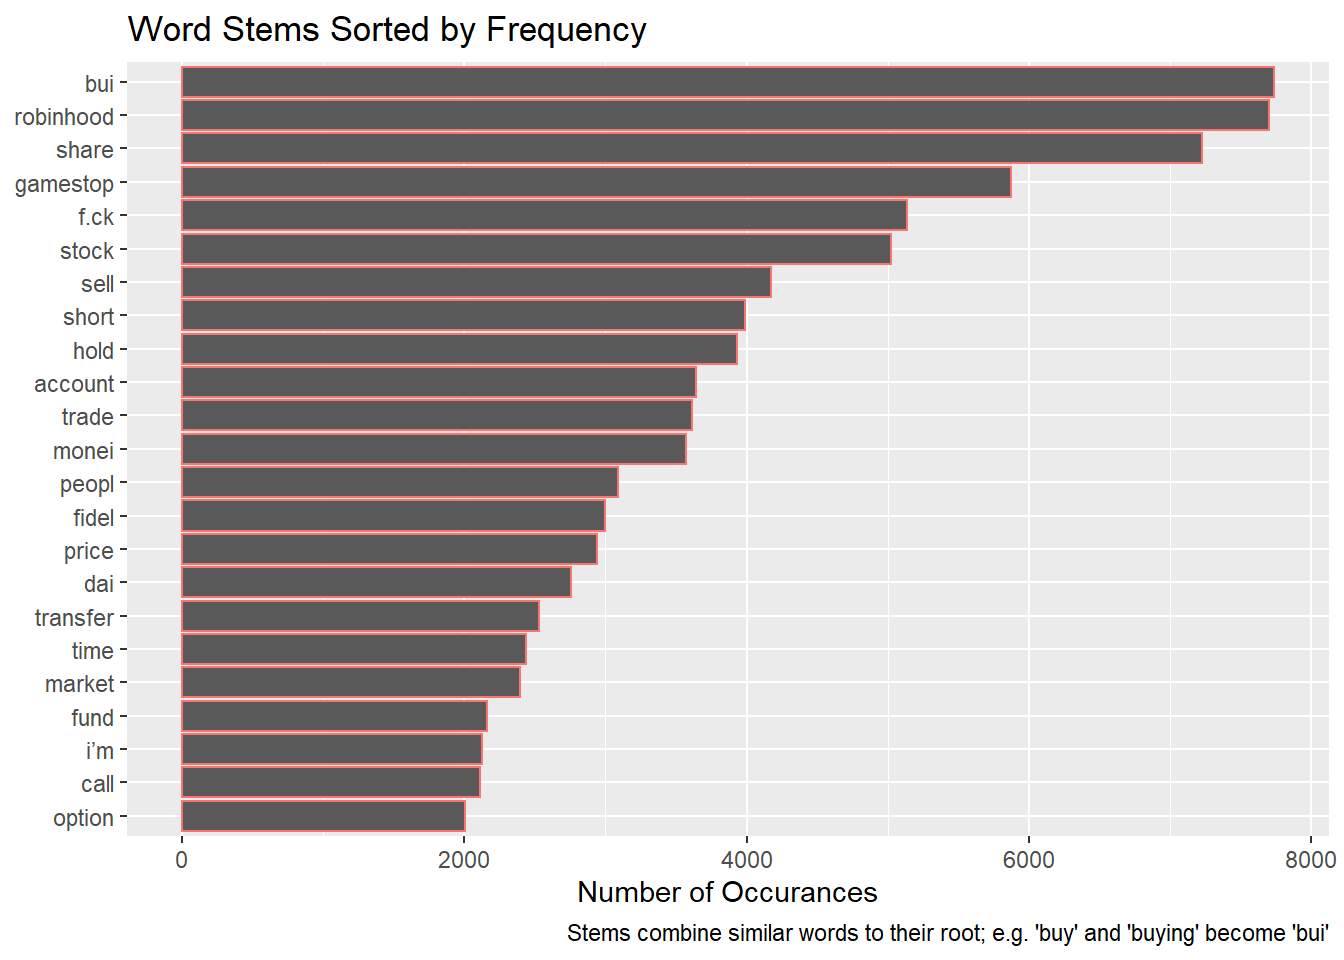 Word Stems Sorted by Frequency
bui
robinhood
share
gamestop
f.ck
stock
sell
short
hold
account
trade
monei
peopl
fidel
price
dai
transfer
time
market
fund
i’m
call
option
0 2000 4000 6000 8000
Number of Occurances
Stems combine similar words to their root; e.g. 'buy' and 'buying' become 'bui'